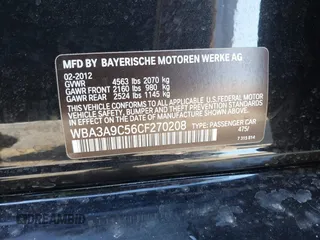 MFD BY BAYERISCHE MOTOREN WERKE AG
02-2012
GVWR 4563 lbs 2070 kg
GAWR FRONT 2160 lbs 980 kg
GAWR REAR 2524 lbs 1145 kg
THIS VEHICLE CONFORMS TO ALL APPLICABLE FEDERAL MOTOR
VEHICLE SAFETY, BUMPER, AND THEFT PREVENTION STANDARDS
IN EFFECT ON THE DATE OF MANUFACTURE SHOWN ABOVE.
WBA3A9C56CF270208 TYPE: PASSENGER CAR
475/
DREAMBID